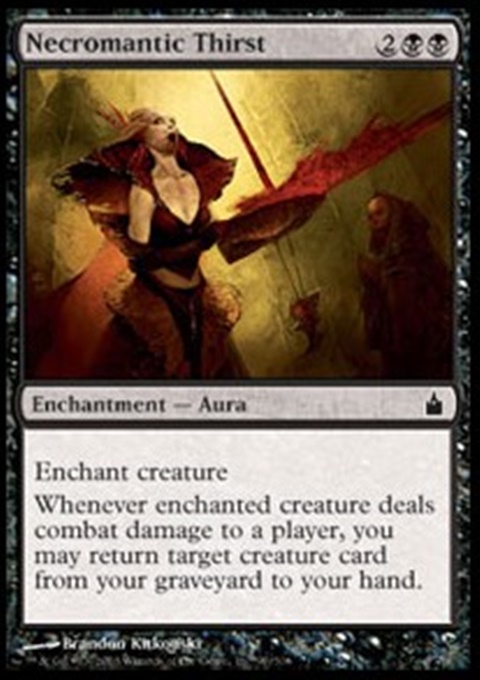 Necromantic Thirst 2
Enchantment — Aura
Enchant creature
Whenever enchanted creature deals
combat damage to a player, you
may return target creature card
from your graveyard to your hand.
Brandon Kitkouski